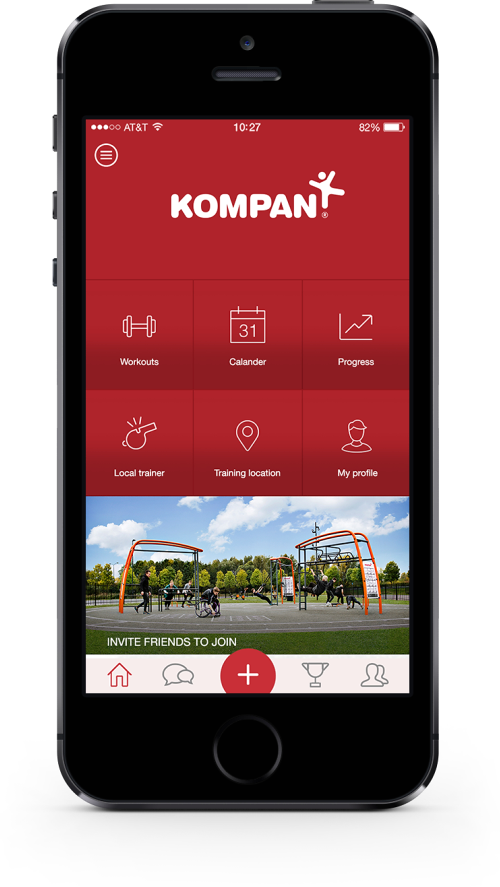 AT&T 10:27 82%
KOMPAN®
31
Workouts Calander Progress
Local trainer Training location My profile
INVITE FRIENDS TO JOIN